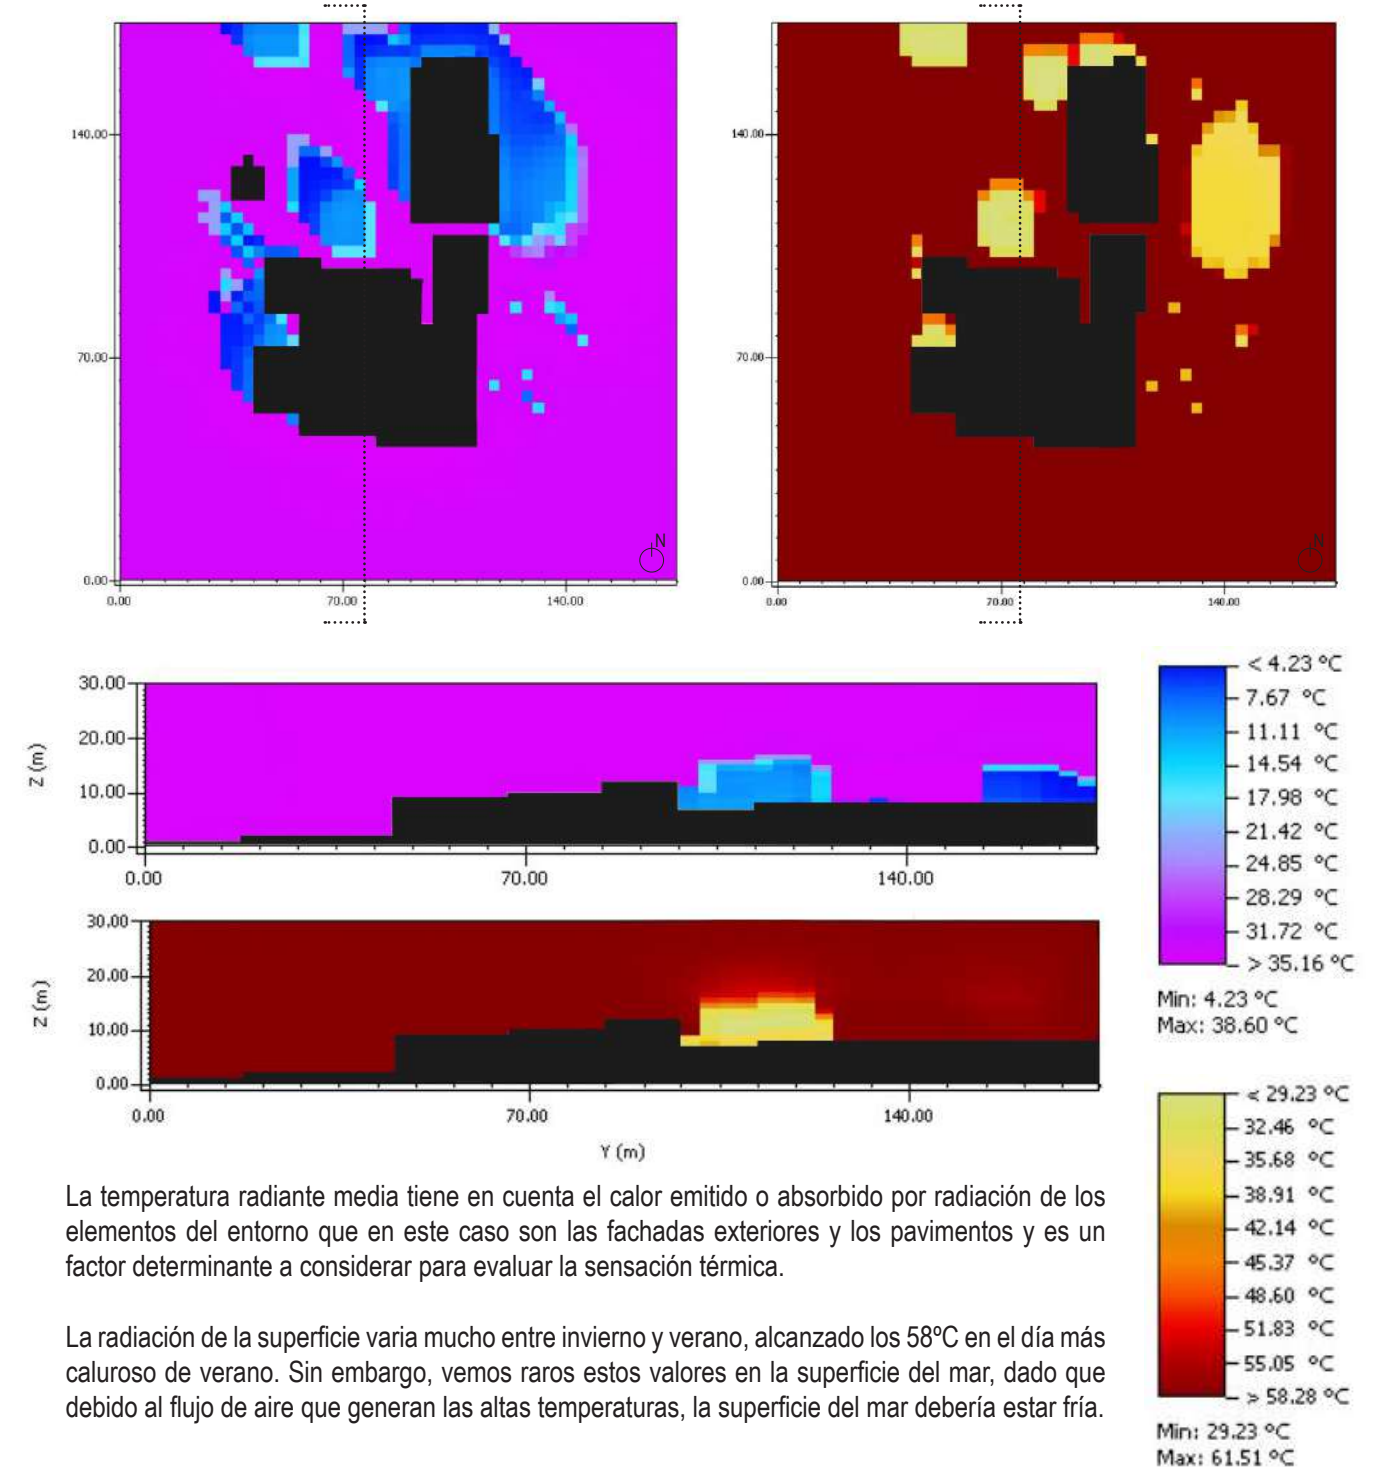 140.00
70.00
0.00
0.00
70.00
140.00
N
140.00
70.00
0.00
0.00
70.00
140.00
N
30.00
20.00
10.00
0.00
Z (m)
0.00
70.00
140.00
30.00
20.00
10.00
0.00
Z (m)
0.00
70.00
140.00
Y (m)
< 4.23 °C
7.67 °C
11.11 °C
14.54 °C
17.98 °C
21.42 °C
24.85 °C
28.29 °C
31.72 °C
> 35.16 °C
Min: 4.23 °C
Max: 38.60 °C
< 29.23 °C
32.46 °C
35.68 °C
38.91 °C
42.14 °C
45.37 °C
48.60 °C
51.83 °C
55.05 °C
> 58.28 °C
Min: 29.23 °C
Max: 61.51 °C
La temperatura radiante media tiene en cuenta el calor emitido o absorbido por radiación de los
elementos del entorno que en este caso son las fachadas exteriores y los pavimentos y es un
factor determinante a considerar para evaluar la sensación térmica.
La radiación de la superficie varia mucho entre invierno y verano, alcanzado los 58ºC en el día más
caluroso de verano. Sin embargo, vemos raros estos valores en la superficie del mar, dado que
debido al flujo de aire que generan las altas temperaturas, la superficie del mar debería estar fría.